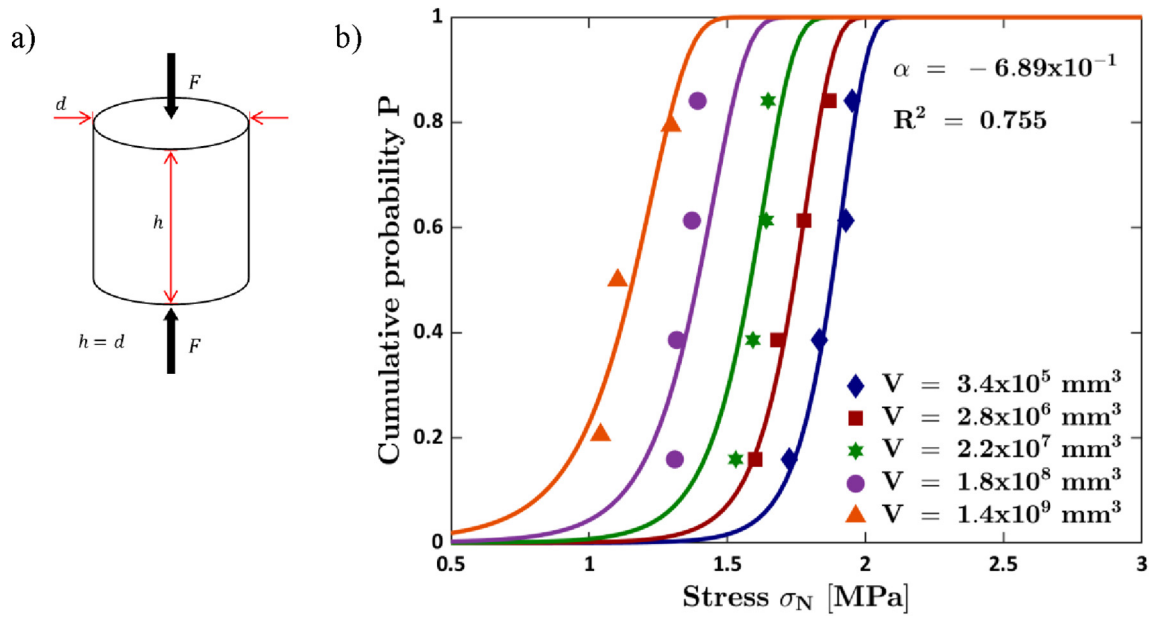 a)
F
d
h
h = d
F
b)
Cumulative probability P
1
0.8
0.6
0.4
0.2
0
0.5
1
1.5
2
2.5
3
Stress σN [MPa]
α = − 6.89x10⁻¹
R² = 0.755
V = 3.4x10⁵ mm³
V = 2.8x10⁶ mm³
V = 2.2x10⁷ mm³
V = 1.8x10⁸ mm³
V = 1.4x10⁹ mm³